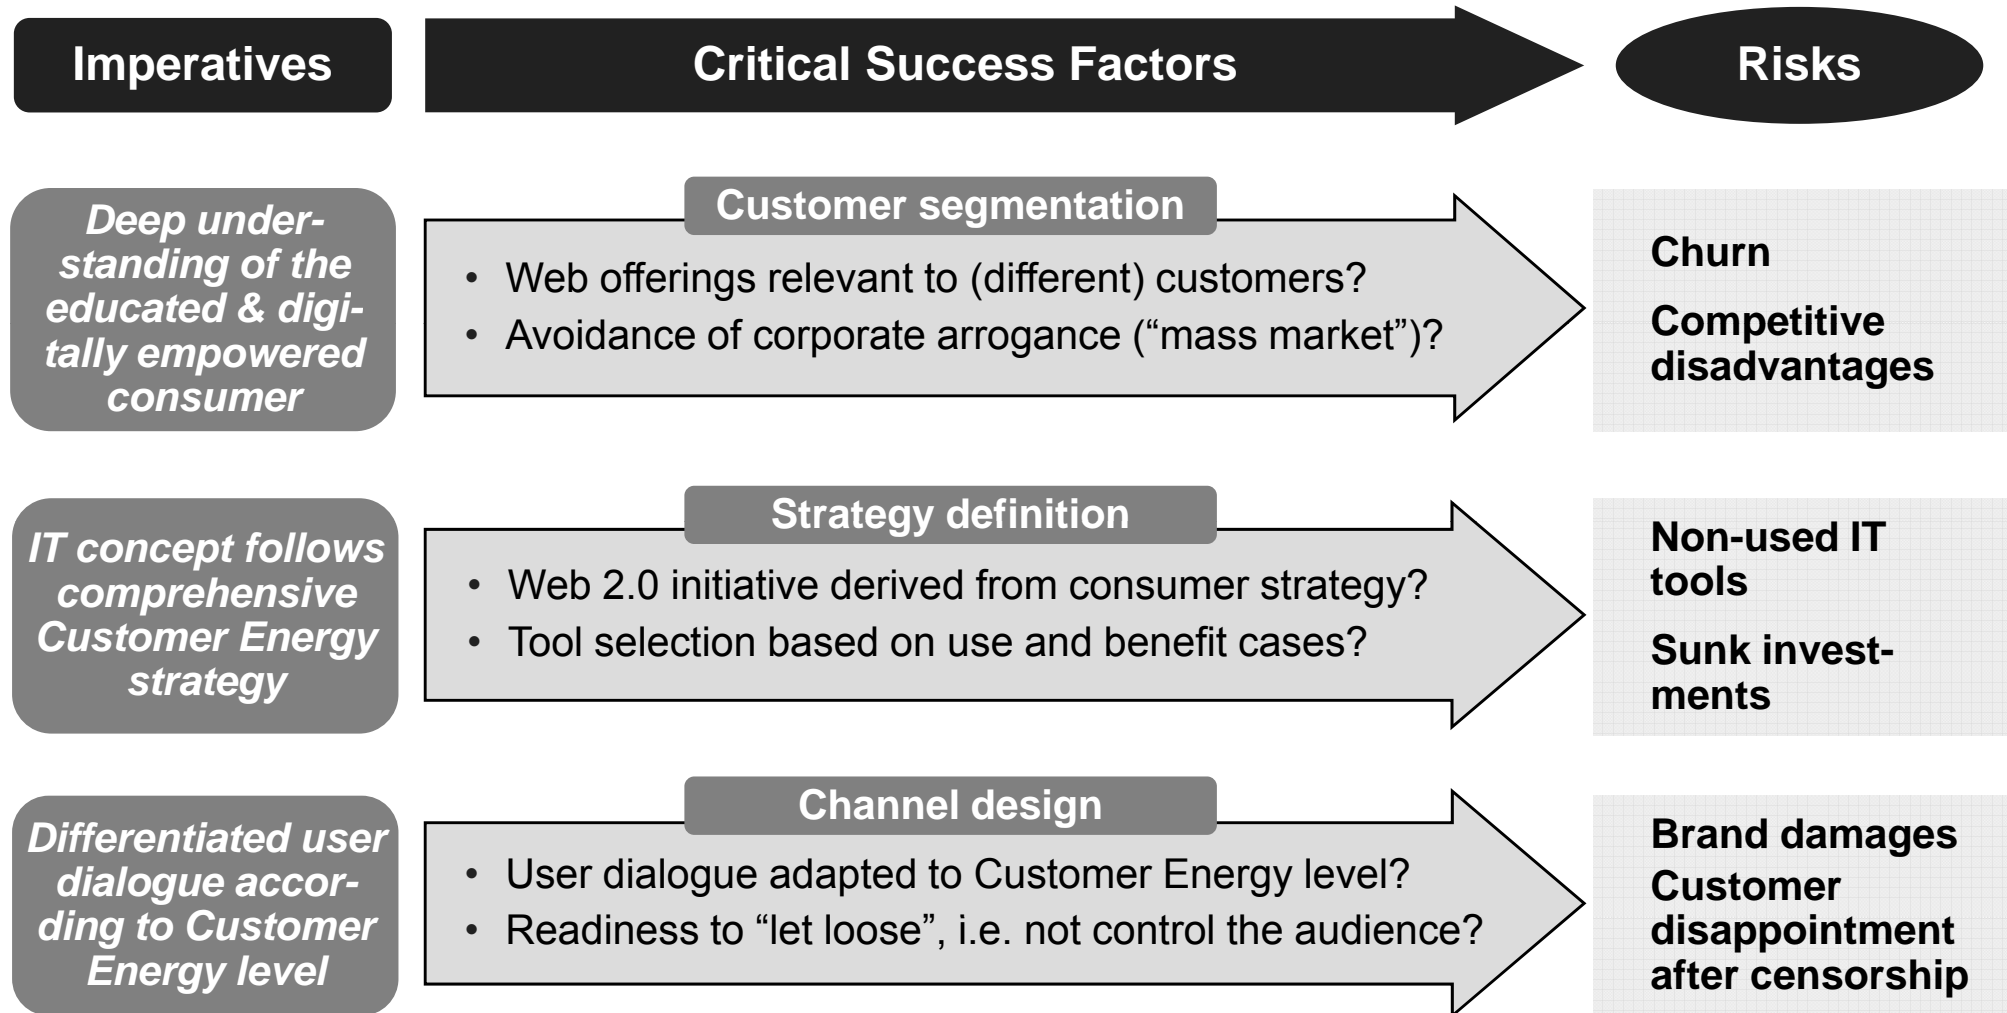 Imperatives
Critical Success Factors
Risks
Deep under-
standing of the
educated & digi-
tally empowered
consumer
Customer segmentation
• Web offerings relevant to (different) customers?
• Avoidance of corporate arrogance (“mass market”)?
Churn
Competitive
disadvantages
IT concept follows
comprehensive
Customer Energy
strategy
Strategy definition
• Web 2.0 initiative derived from consumer strategy?
• Tool selection based on use and benefit cases?
Non-used IT
tools
Sunk invest-
ments
Differentiated user
dialogue accor-
ding to Customer
Energy level
Channel design
• User dialogue adapted to Customer Energy level?
• Readiness to “let loose”, i.e. not control the audience?
Brand damages
Customer
disappointment
after censorship